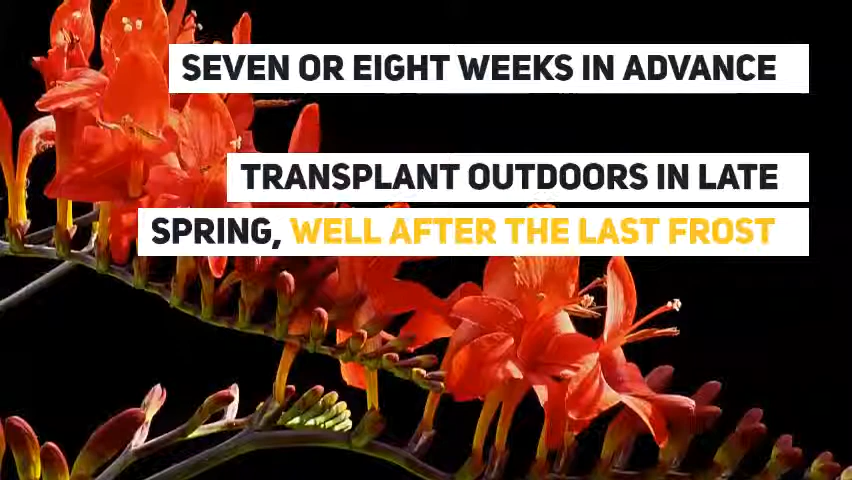 SEVEN OR EIGHT WEEKS IN ADVANCE
TRANSPLANT OUTDOORS IN LATE
SPRING, WELL AFTER THE LAST FROST